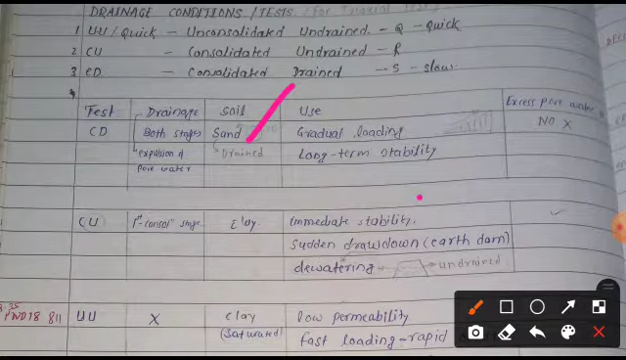 DRAINAGE CONDITIONS/TESTS (for Triaxial Test)
1 UU/Quick – Unconsolidated Undrained – Q – Quick
2 CU – Consolidated Undrained – R
3 CD – Consolidated Drained – S – slow
Test Drainage Soil Use Excess pore water
CD Both stages Sand Gradual loading NO X
expulsion of Drained Long-term stability
pore water
CU 1st consoln stage Clay Immediate stability.
Sudden drawdown (earth dam)
dewatering undrained
UU X Clay low permeability
(Saturated) fast loading – rapid